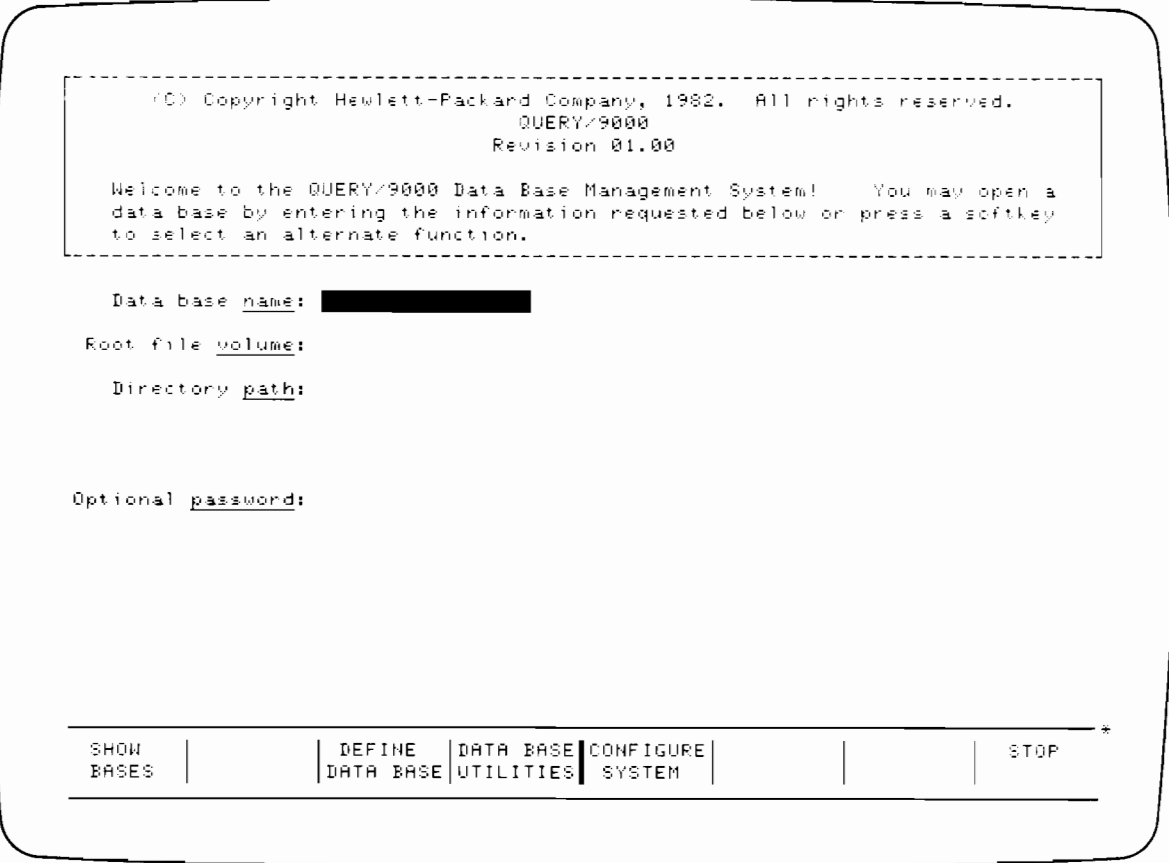 (C) Copyright Hewlett-Packard Company, 1982.  All rights reserved.
QUERY/9000
Revision 01.00
Welcome to the QUERY/9000 Data Base Management System!    You may open a
data base by entering the information requested below or press a softkey
to select an alternate function.
Data base name:
Root file volume:
Directory path:
Optional password:
*
SHOW BASES
DEFINE DATA BASE
DATA BASE UTILITIES
CONFIGURE SYSTEM
STOP